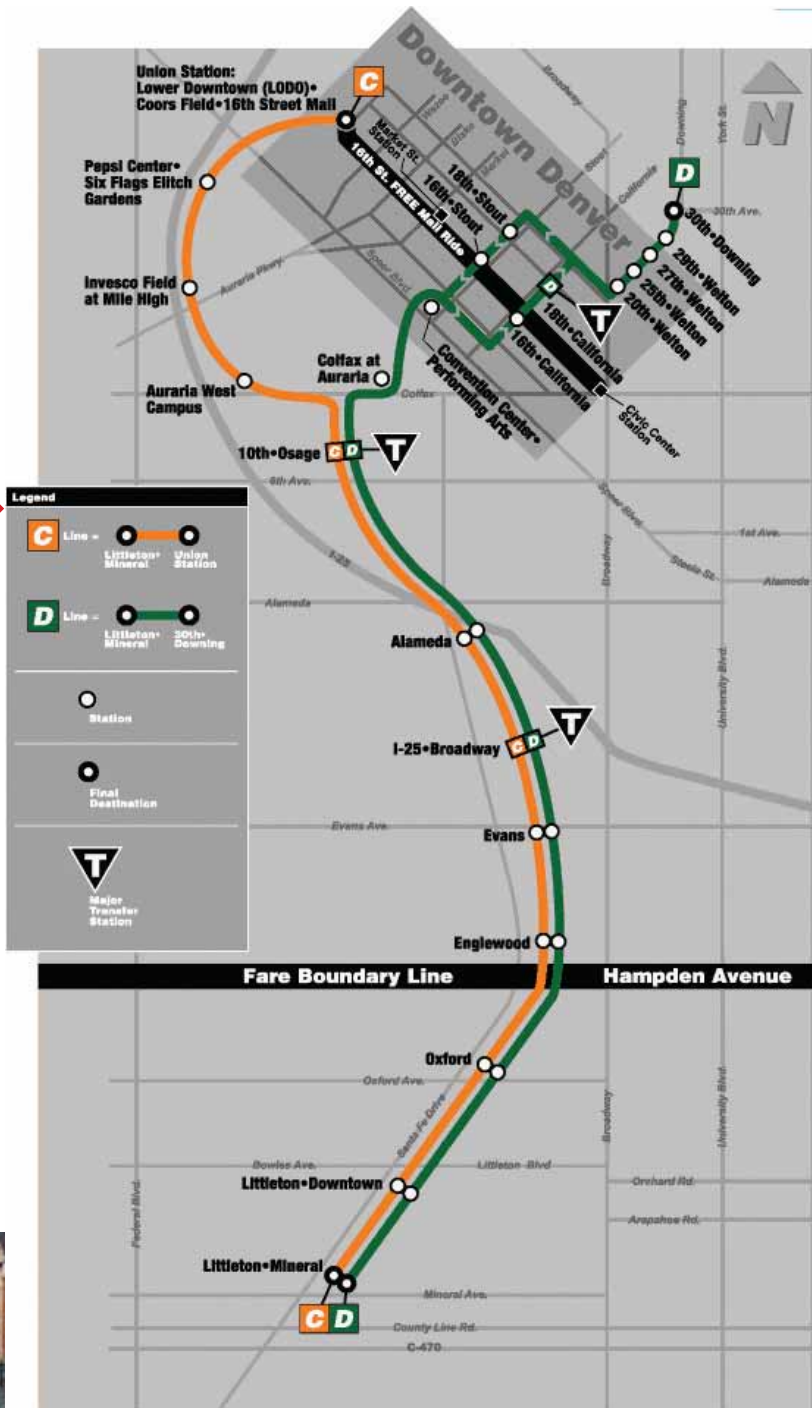 Downtown Denver
Union Station:
Lower Downtown (LODO)•
Coors Field•16th Street Mall
C
Broadway
Downing
York St.
N
Wazee
Blake
Market
Market St.
Station
Stout
California
D
30th Ave.
Pepsi Center•
Six Flags Elitch
Gardens
16th St. FREE Mall Ride
16th•Stout
18th•Stout
30th•Downing
29th•Welton
27th•Welton
25th•Welton
20th•Welton
Invesco Field
at Mile High
Auraria Pkwy.
Speer Blvd.
D
T
18th•California
16th•California
Convention Center•
Performing Arts
Civic Center
Station
Colfax at
Auraria
Auraria West
Campus
Colfax
10th•Osage
C D
T
6th Ave.
Speer Blvd.
Broadway
1st Ave.
Steele St.
Alameda
University Blvd.
I-25
Alameda
Alameda
I-25•Broadway
C D
T
Evans Ave.
Evans
Englewood
Legend
C Line =
Littleton•
Mineral
Union
Station
D Line =
Littleton•
Mineral
30th•
Downing
Station
Final
Destination
T
Major
Transfer
Station
Fare Boundary Line
Hampden Avenue
Oxford
Oxford Ave.
Santa Fe Drive
Broadway
University Blvd.
Bowles Ave.
Littleton Blvd
Littleton•Downtown
Orchard Rd.
Arapahoe Rd.
Federal Blvd.
Littleton•Mineral
C D
Mineral Ave.
County Line Rd.
C-470